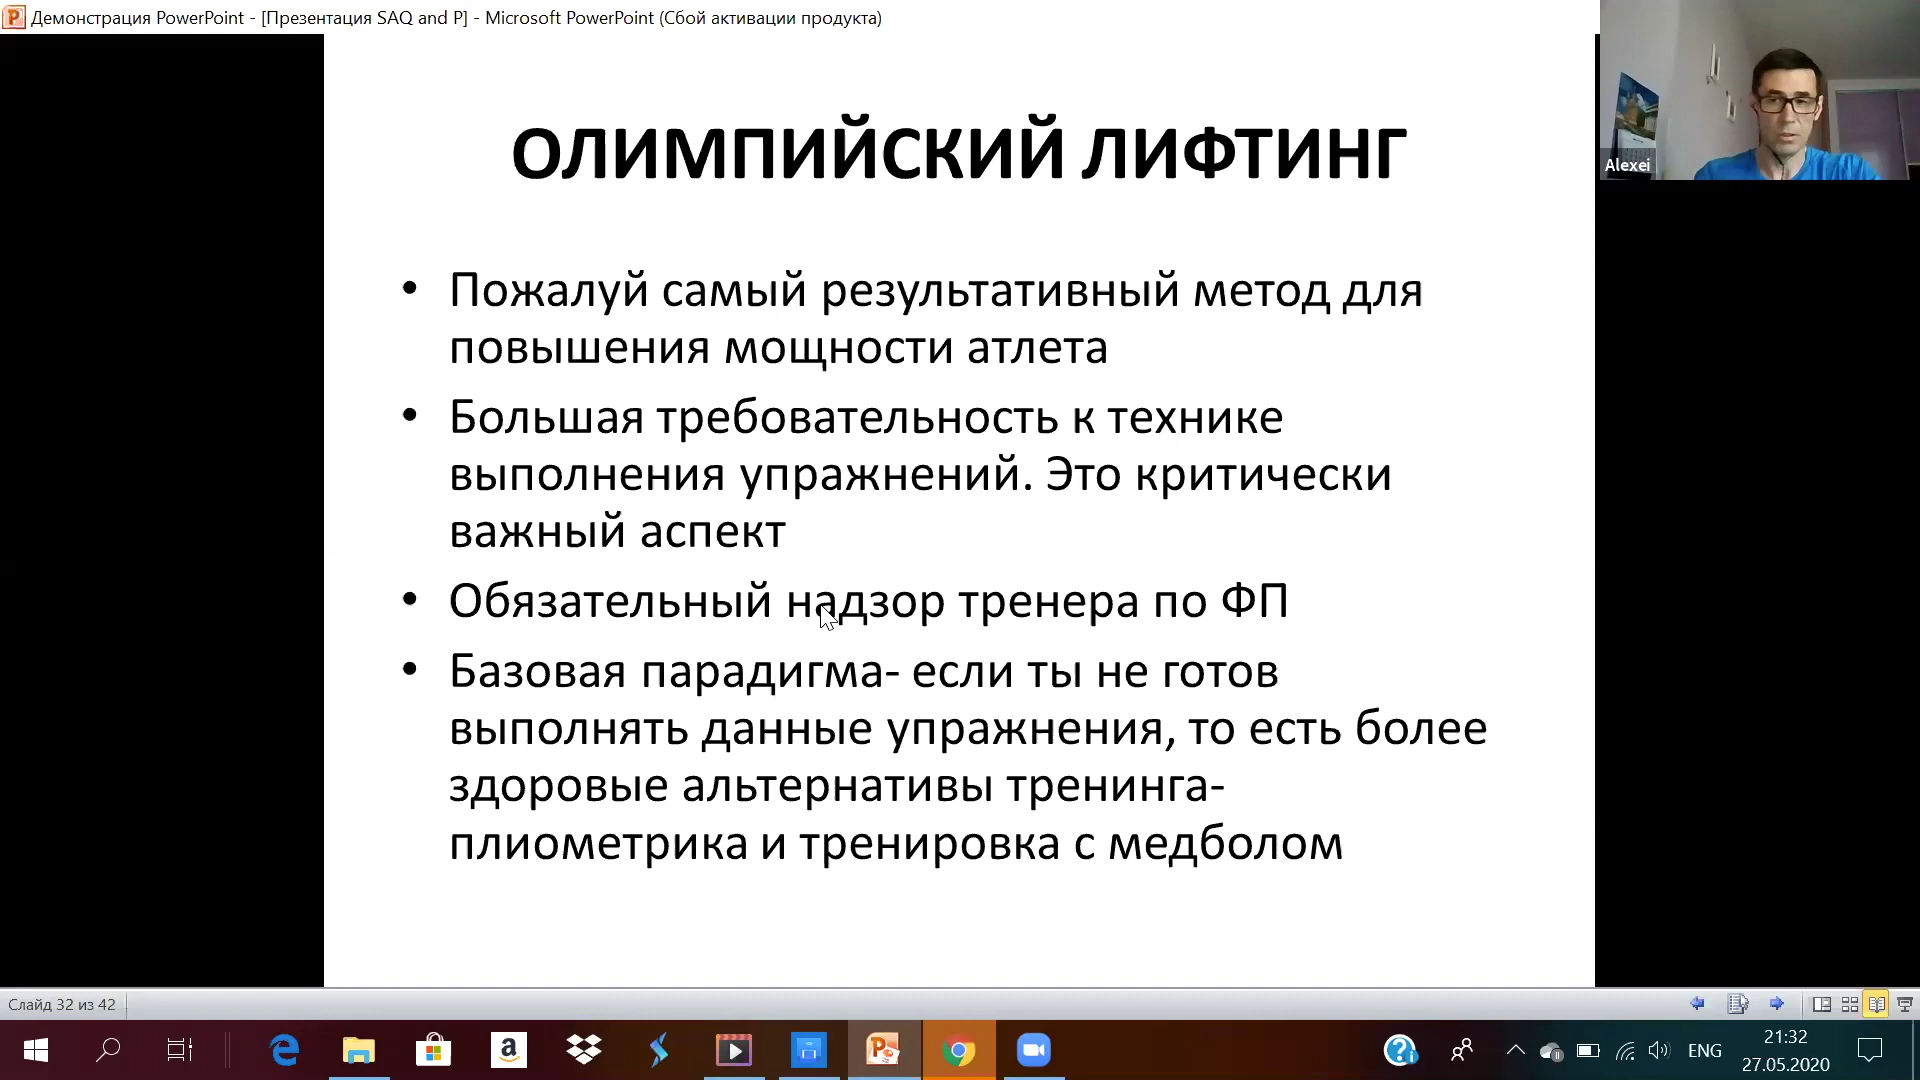 Демонстрация PowerPoint - [Презентация SAQ and P] - Microsoft PowerPoint (Сбой активации продукта)
Alexei
ОЛИМПИЙСКИЙ ЛИФТИНГ
• Пожалуй самый результативный метод для
повышения мощности атлета
• Большая требовательность к технике
выполнения упражнений. Это критически
важный аспект
• Обязательный надзор тренера по ФП
• Базовая парадигма- если ты не готов
выполнять данные упражнения, то есть более
здоровые альтернативы тренинга-
плиометрика и тренировка с медболом
Слайд 32 из 42
ENG
21:32
27.05.2020